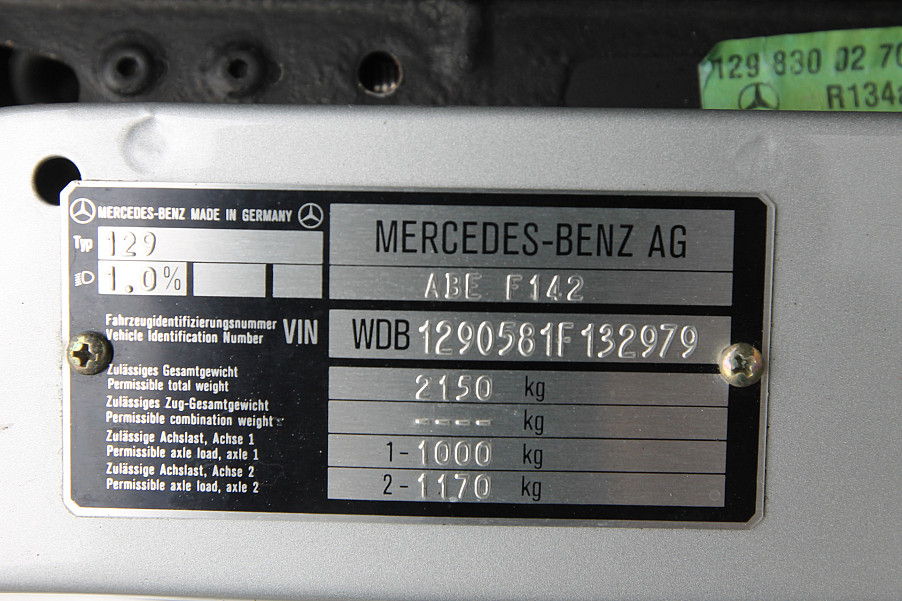 129 830 02 70
R134a
MERCEDES-BENZ MADE IN GERMANY
MERCEDES-BENZ AG
Typ 129
1.0%
ABE F142
Fahrzeugidentifizierungsnummer
Vehicle Identification Number VIN WDB 1290581F132979
Zulässiges Gesamtgewicht
Permissible total weight 2150 kg
Zulässiges Zug-Gesamtgewicht
Permissible combination weight ---- kg
Zulässige Achslast, Achse 1
Permissible axle load, axle 1 1-1000 kg
Zulässige Achslast, Achse 2
Permissible axle load, axle 2 2-1170 kg